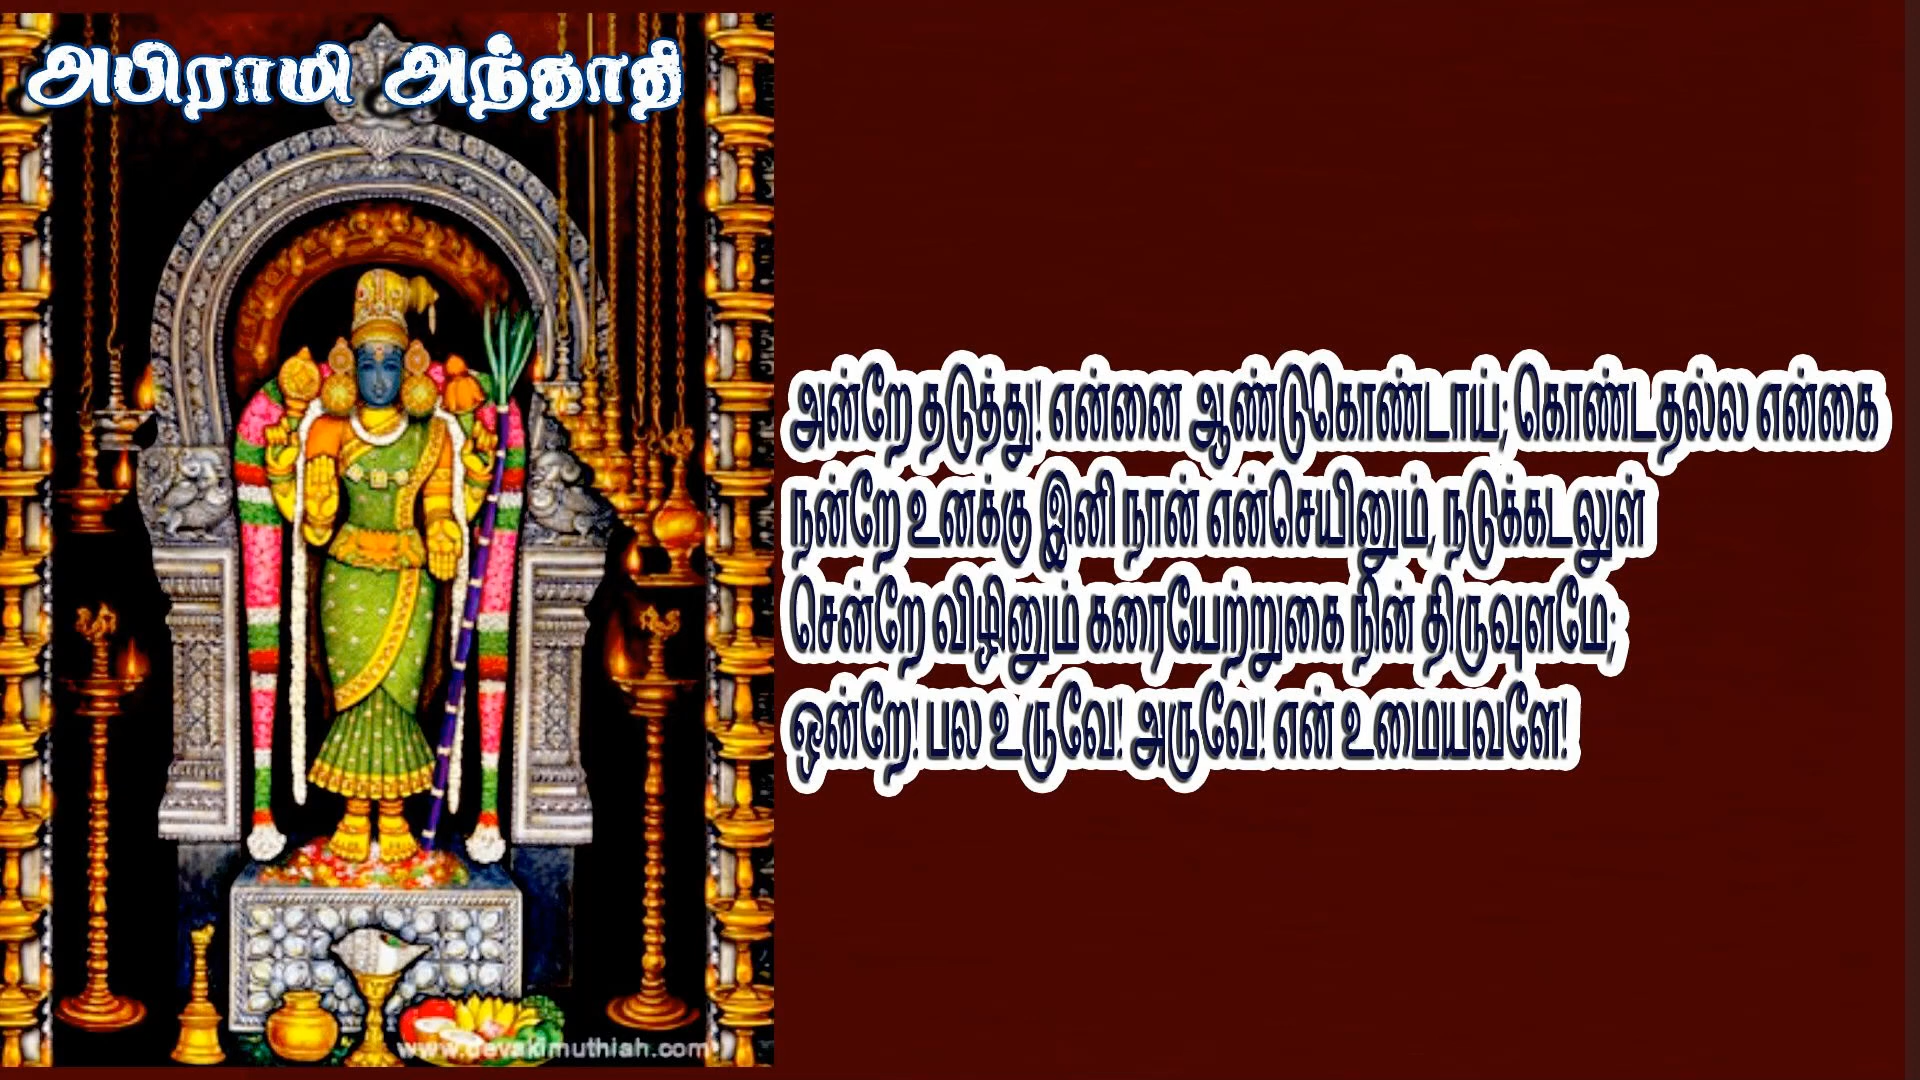 அபிராமி அந்தாதி
அன்றே தடுத்து! என்னை ஆண்டுகொண்டாய்; கொண்டதல்ல என்கை
நன்றே உனக்கு இனி நான் என்செயினும், நடுக்கடலுள்
சென்றே விழினும் கரையேற்றுகை நின் திருவுளமே;
ஒன்றே! பல உருவே! அருவே! என் உமையவளே!
www.devakimuthiah.com